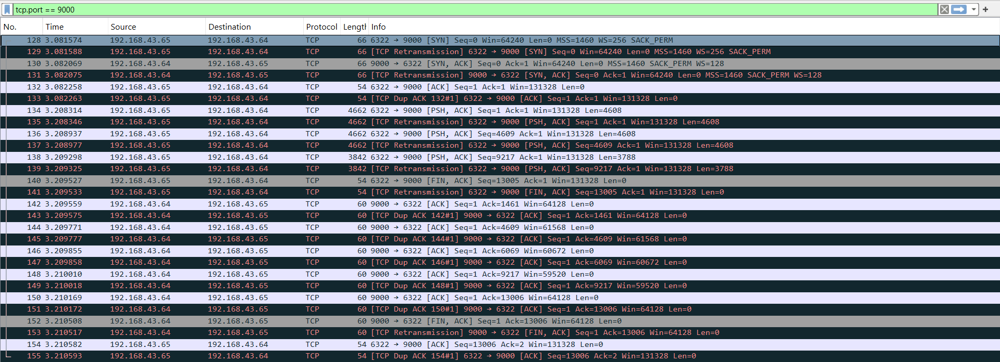 tcp.port == 9000
No. Time Source Destination Protocol Length Info
128 3.081574 192.168.43.65 192.168.43.64 TCP 66 6322 → 9000 [SYN] Seq=0 Win=64240 Len=0 MSS=1460 WS=256 SACK_PERM
129 3.081588 192.168.43.65 192.168.43.64 TCP 66 [TCP Retransmission] 6322 → 9000 [SYN] Seq=0 Win=64240 Len=0 MSS=1460 WS=256 SACK_PERM
130 3.082069 192.168.43.64 192.168.43.65 TCP 66 9000 → 6322 [SYN, ACK] Seq=0 Ack=1 Win=64240 Len=0 MSS=1460 SACK_PERM WS=128
131 3.082075 192.168.43.64 192.168.43.65 TCP 66 [TCP Retransmission] 9000 → 6322 [SYN, ACK] Seq=0 Ack=1 Win=64240 Len=0 MSS=1460 SACK_PERM WS=128
132 3.082258 192.168.43.65 192.168.43.64 TCP 54 6322 → 9000 [ACK] Seq=1 Ack=1 Win=131328 Len=0
133 3.082263 192.168.43.65 192.168.43.64 TCP 54 [TCP Dup ACK 132#1] 6322 → 9000 [ACK] Seq=1 Ack=1 Win=131328 Len=0
134 3.208314 192.168.43.65 192.168.43.64 TCP 4662 6322 → 9000 [PSH, ACK] Seq=1 Ack=1 Win=131328 Len=4608
135 3.208346 192.168.43.65 192.168.43.64 TCP 4662 [TCP Retransmission] 6322 → 9000 [PSH, ACK] Seq=1 Ack=1 Win=131328 Len=4608
136 3.208937 192.168.43.65 192.168.43.64 TCP 4662 6322 → 9000 [PSH, ACK] Seq=4609 Ack=1 Win=131328 Len=4608
137 3.208977 192.168.43.65 192.168.43.64 TCP 4662 [TCP Retransmission] 6322 → 9000 [PSH, ACK] Seq=4609 Ack=1 Win=131328 Len=4608
138 3.209298 192.168.43.65 192.168.43.64 TCP 3842 6322 → 9000 [PSH, ACK] Seq=9217 Ack=1 Win=131328 Len=3788
139 3.209325 192.168.43.65 192.168.43.64 TCP 3842 [TCP Retransmission] 6322 → 9000 [PSH, ACK] Seq=9217 Ack=1 Win=131328 Len=3788
140 3.209527 192.168.43.65 192.168.43.64 TCP 54 6322 → 9000 [FIN, ACK] Seq=13005 Ack=1 Win=131328 Len=0
141 3.209533 192.168.43.65 192.168.43.64 TCP 54 [TCP Retransmission] 6322 → 9000 [FIN, ACK] Seq=13005 Ack=1 Win=131328 Len=0
142 3.209559 192.168.43.64 192.168.43.65 TCP 60 9000 → 6322 [ACK] Seq=1 Ack=1461 Win=64128 Len=0
143 3.209575 192.168.43.64 192.168.43.65 TCP 60 [TCP Dup ACK 142#1] 9000 → 6322 [ACK] Seq=1 Ack=1461 Win=64128 Len=0
144 3.209771 192.168.43.64 192.168.43.65 TCP 60 9000 → 6322 [ACK] Seq=1 Ack=4609 Win=61568 Len=0
145 3.209777 192.168.43.64 192.168.43.65 TCP 60 [TCP Dup ACK 144#1] 9000 → 6322 [ACK] Seq=1 Ack=4609 Win=61568 Len=0
146 3.209855 192.168.43.64 192.168.43.65 TCP 60 9000 → 6322 [ACK] Seq=1 Ack=6069 Win=60672 Len=0
147 3.209858 192.168.43.64 192.168.43.65 TCP 60 [TCP Dup ACK 146#1] 9000 → 6322 [ACK] Seq=1 Ack=6069 Win=60672 Len=0
148 3.210010 192.168.43.64 192.168.43.65 TCP 60 9000 → 6322 [ACK] Seq=1 Ack=9217 Win=59520 Len=0
149 3.210018 192.168.43.64 192.168.43.65 TCP 60 [TCP Dup ACK 148#1] 9000 → 6322 [ACK] Seq=1 Ack=9217 Win=59520 Len=0
150 3.210169 192.168.43.64 192.168.43.65 TCP 60 9000 → 6322 [ACK] Seq=1 Ack=13006 Win=64128 Len=0
151 3.210172 192.168.43.64 192.168.43.65 TCP 60 [TCP Dup ACK 150#1] 9000 → 6322 [ACK] Seq=1 Ack=13006 Win=64128 Len=0
152 3.210508 192.168.43.64 192.168.43.65 TCP 60 9000 → 6322 [FIN, ACK] Seq=1 Ack=13006 Win=64128 Len=0
153 3.210517 192.168.43.64 192.168.43.65 TCP 60 [TCP Retransmission] 9000 → 6322 [FIN, ACK] Seq=1 Ack=13006 Win=64128 Len=0
154 3.210582 192.168.43.65 192.168.43.64 TCP 54 6322 → 9000 [ACK] Seq=13006 Ack=2 Win=131328 Len=0
155 3.210593 192.168.43.65 192.168.43.64 TCP 54 [TCP Dup ACK 154#1] 6322 → 9000 [ACK] Seq=13006 Ack=2 Win=131328 Len=0